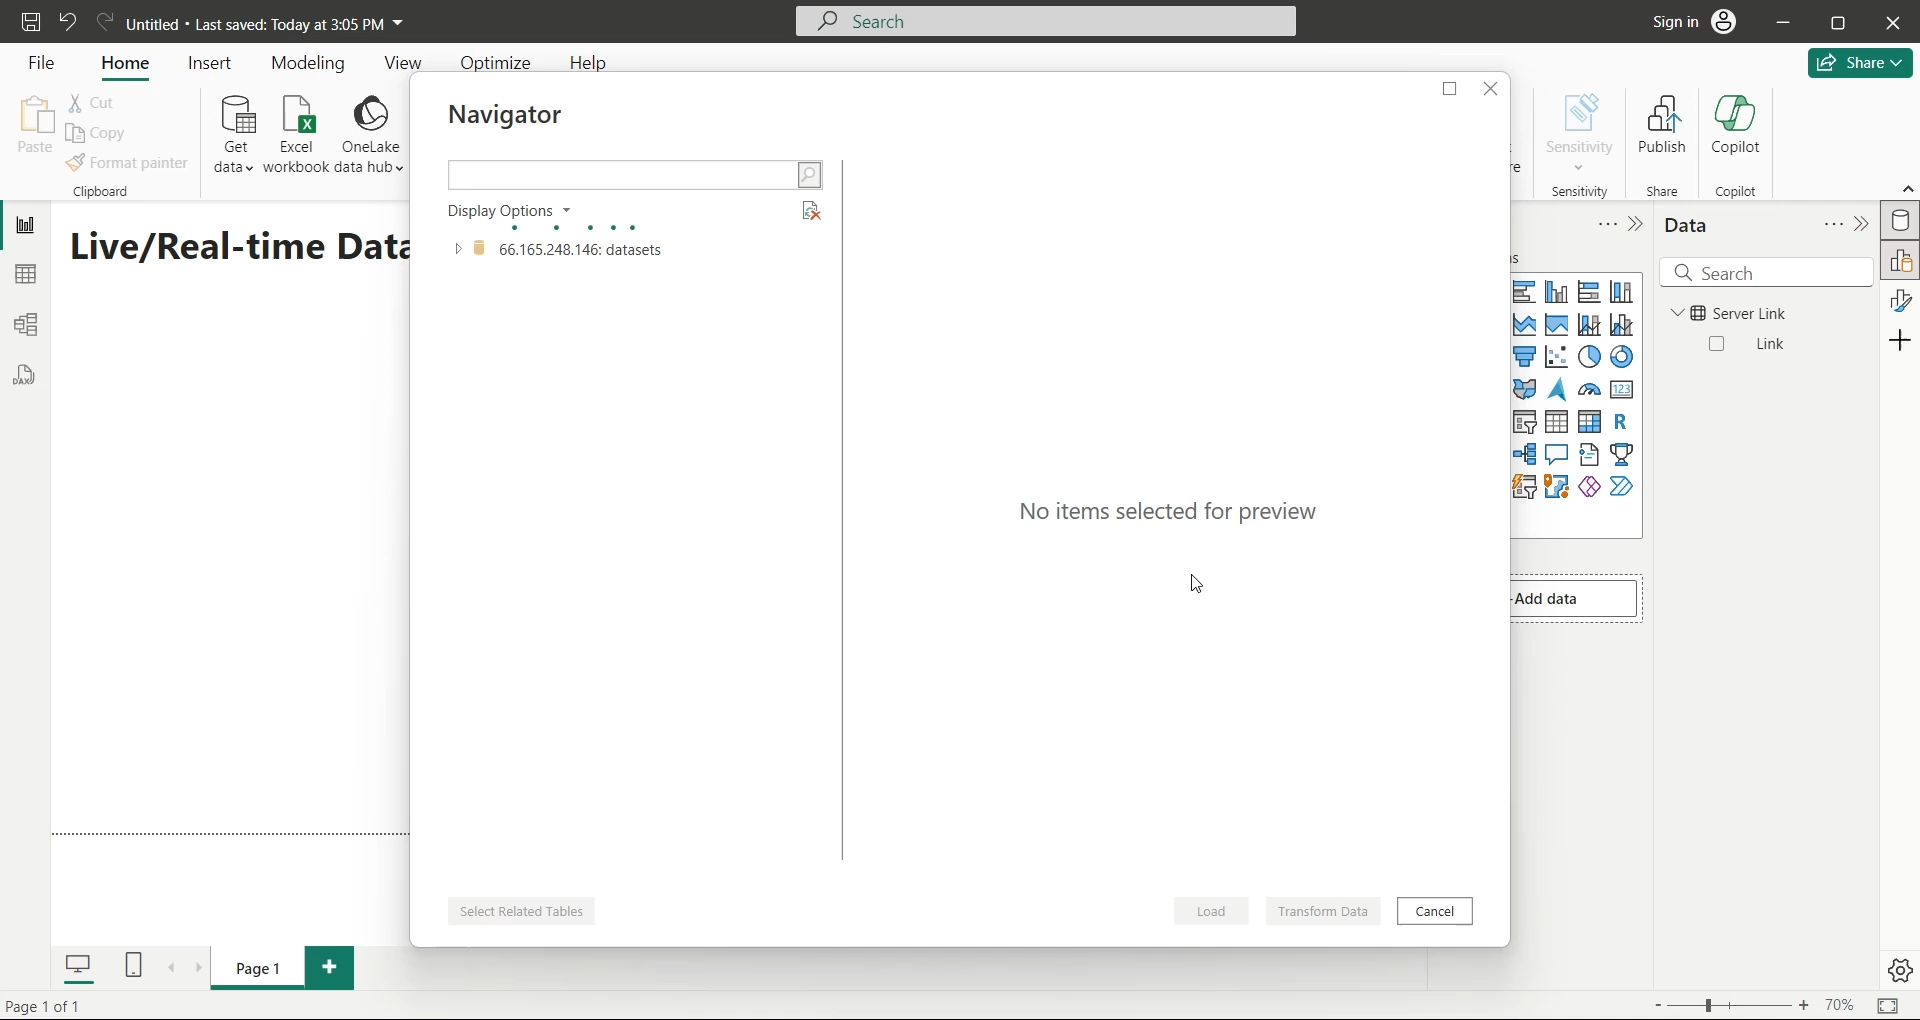 Untitled • Last saved: Today at 3:05 PM
Search
Sign in
File
Home
Insert
Modeling
View
Optimize
Help
Share
Paste
Cut
Copy
Format painter
Clipboard
Get
data
Excel
workbook
OneLake
data hub
Sensitivity
Sensitivity
Publish
Share
Copilot
Copilot
re
Navigator
Display Options
66.165.248.146: datasets
No items selected for preview
Select Related Tables
Load
Transform Data
Cancel
Live/Real-time Data
DAX
s
123
R
Add data
Data
Search
Server Link
Link
Page 1
Page 1 of 1
- + 70%